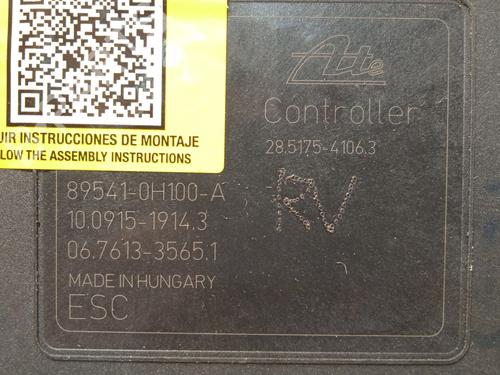 Ate
Controller
28.5175-4106.3
UIR INSTRUCCIONES DE MONTAJE
LOW THE ASSEMBLY INSTRUCTIONS
89541-0H100-A
10.0915-1914.3
06.7613-3565.1
MADE IN HUNGARY
ESC
RV